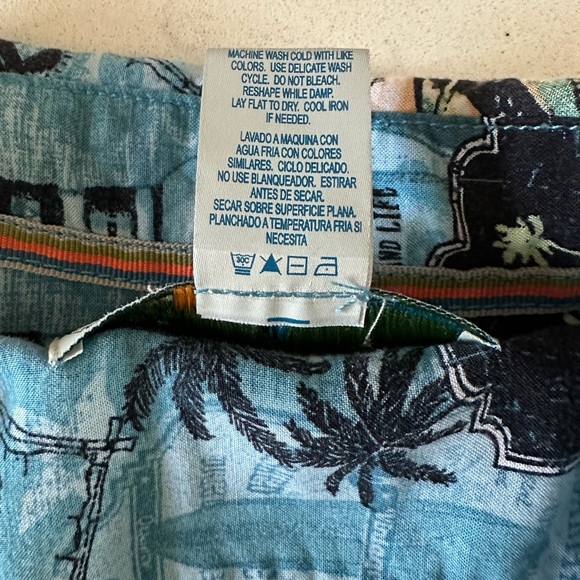 MACHINE WASH COLD WITH LIKE
COLORS. USE DELICATE WASH
CYCLE. DO NOT BLEACH.
RESHAPE WHILE DAMP.
LAY FLAT TO DRY. COOL IRON
IF NEEDED.
LAVADO A MAQUINA CON
AGUA FRIA CON COLORES
SIMILARES. CICLO DELICADO.
NO USE BLANQUEADOR. ESTIRAR
ANTES DE SECAR.
SECAR SOBRE SUPERFICIE PLANA.
PLANCHADO A TEMPERATURA FRIA SI
NECESITA
30C